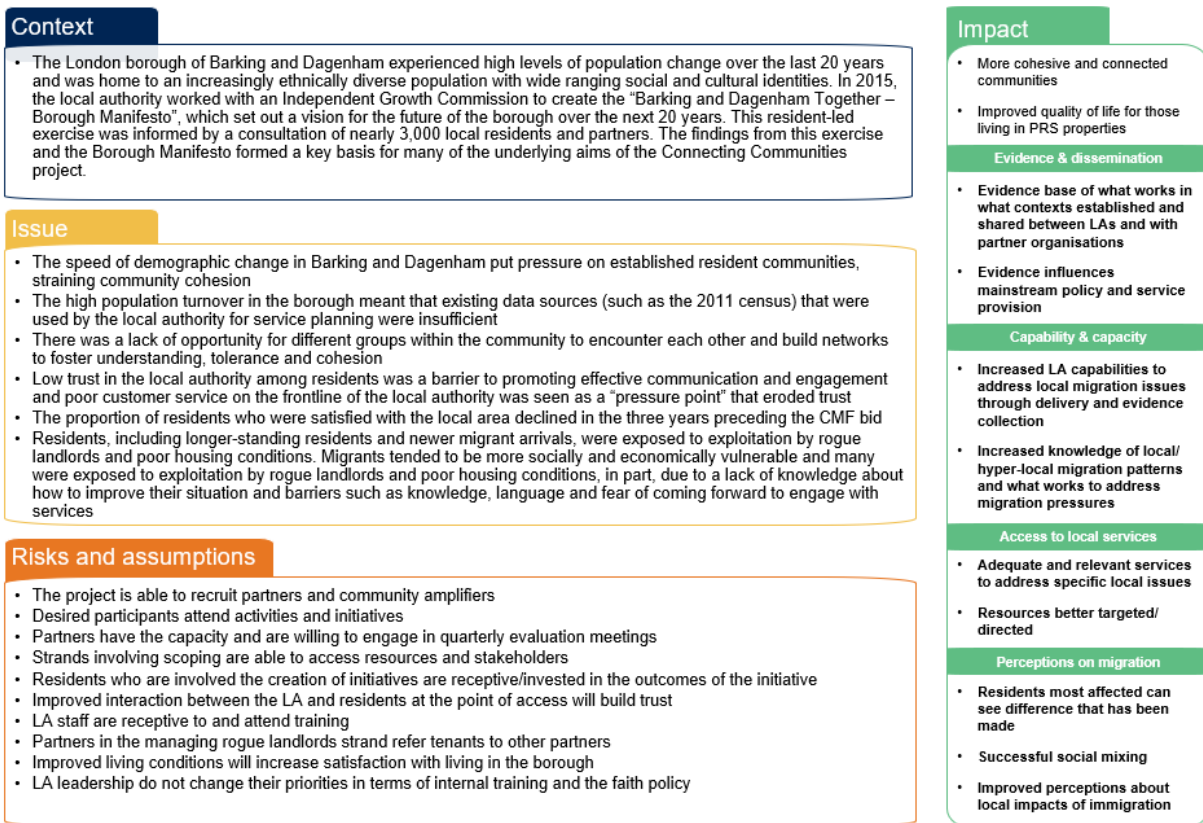 Context
• The London borough of Barking and Dagenham experienced high levels of population change over the last 20 years
and was home to an increasingly ethnically diverse population with wide ranging social and cultural identities. In 2015,
the local authority worked with an Independent Growth Commission to create the “Barking and Dagenham Together –
Borough Manifesto”, which set out a vision for the future of the borough over the next 20 years. This resident-led
exercise was informed by a consultation of nearly 3,000 local residents and partners. The findings from this exercise
and the Borough Manifesto formed a key basis for many of the underlying aims of the Connecting Communities
project.
Issue
• The speed of demographic change in Barking and Dagenham put pressure on established resident communities,
straining community cohesion
• The high population turnover in the borough meant that existing data sources (such as the 2011 census) that were
used by the local authority for service planning were insufficient
• There was a lack of opportunity for different groups within the community to encounter each other and build networks
to foster understanding, tolerance and cohesion
• Low trust in the local authority among residents was a barrier to promoting effective communication and engagement
and poor customer service on the frontline of the local authority was seen as a “pressure point” that eroded trust
• The proportion of residents who were satisfied with the local area declined in the three years preceding the CMF bid
• Residents, including longer-standing residents and newer migrant arrivals, were exposed to exploitation by rogue
landlords and poor housing conditions. Migrants tended to be more socially and economically vulnerable and many
were exposed to exploitation by rogue landlords and poor housing conditions, in part, due to a lack of knowledge about
how to improve their situation and barriers such as knowledge, language and fear of coming forward to engage with
services
Risks and assumptions
• The project is able to recruit partners and community amplifiers
• Desired participants attend activities and initiatives
• Partners have the capacity and are willing to engage in quarterly evaluation meetings
• Strands involving scoping are able to access resources and stakeholders
• Residents who are involved the creation of initiatives are receptive/invested in the outcomes of the initiative
• Improved interaction between the LA and residents at the point of access will build trust
• LA staff are receptive to and attend training
• Partners in the managing rogue landlords strand refer tenants to other partners
• Improved living conditions will increase satisfaction with living in the borough
• LA leadership do not change their priorities in terms of internal training and the faith policy
Impact
• More cohesive and connected
communities
• Improved quality of life for those
living in PRS properties
Evidence & dissemination
• Evidence base of what works in
what contexts established and
shared between LAs and with
partner organisations
• Evidence influences
mainstream policy and service
provision
Capability & capacity
• Increased LA capabilities to
address local migration issues
through delivery and evidence
collection
• Increased knowledge of local/
hyper-local migration patterns
and what works to address
migration pressures
Access to local services
• Adequate and relevant services
to address specific local issues
• Resources better targeted/
directed
Perceptions on migration
• Residents most affected can
see difference that has been
made
• Successful social mixing
• Improved perceptions about
local impacts of immigration